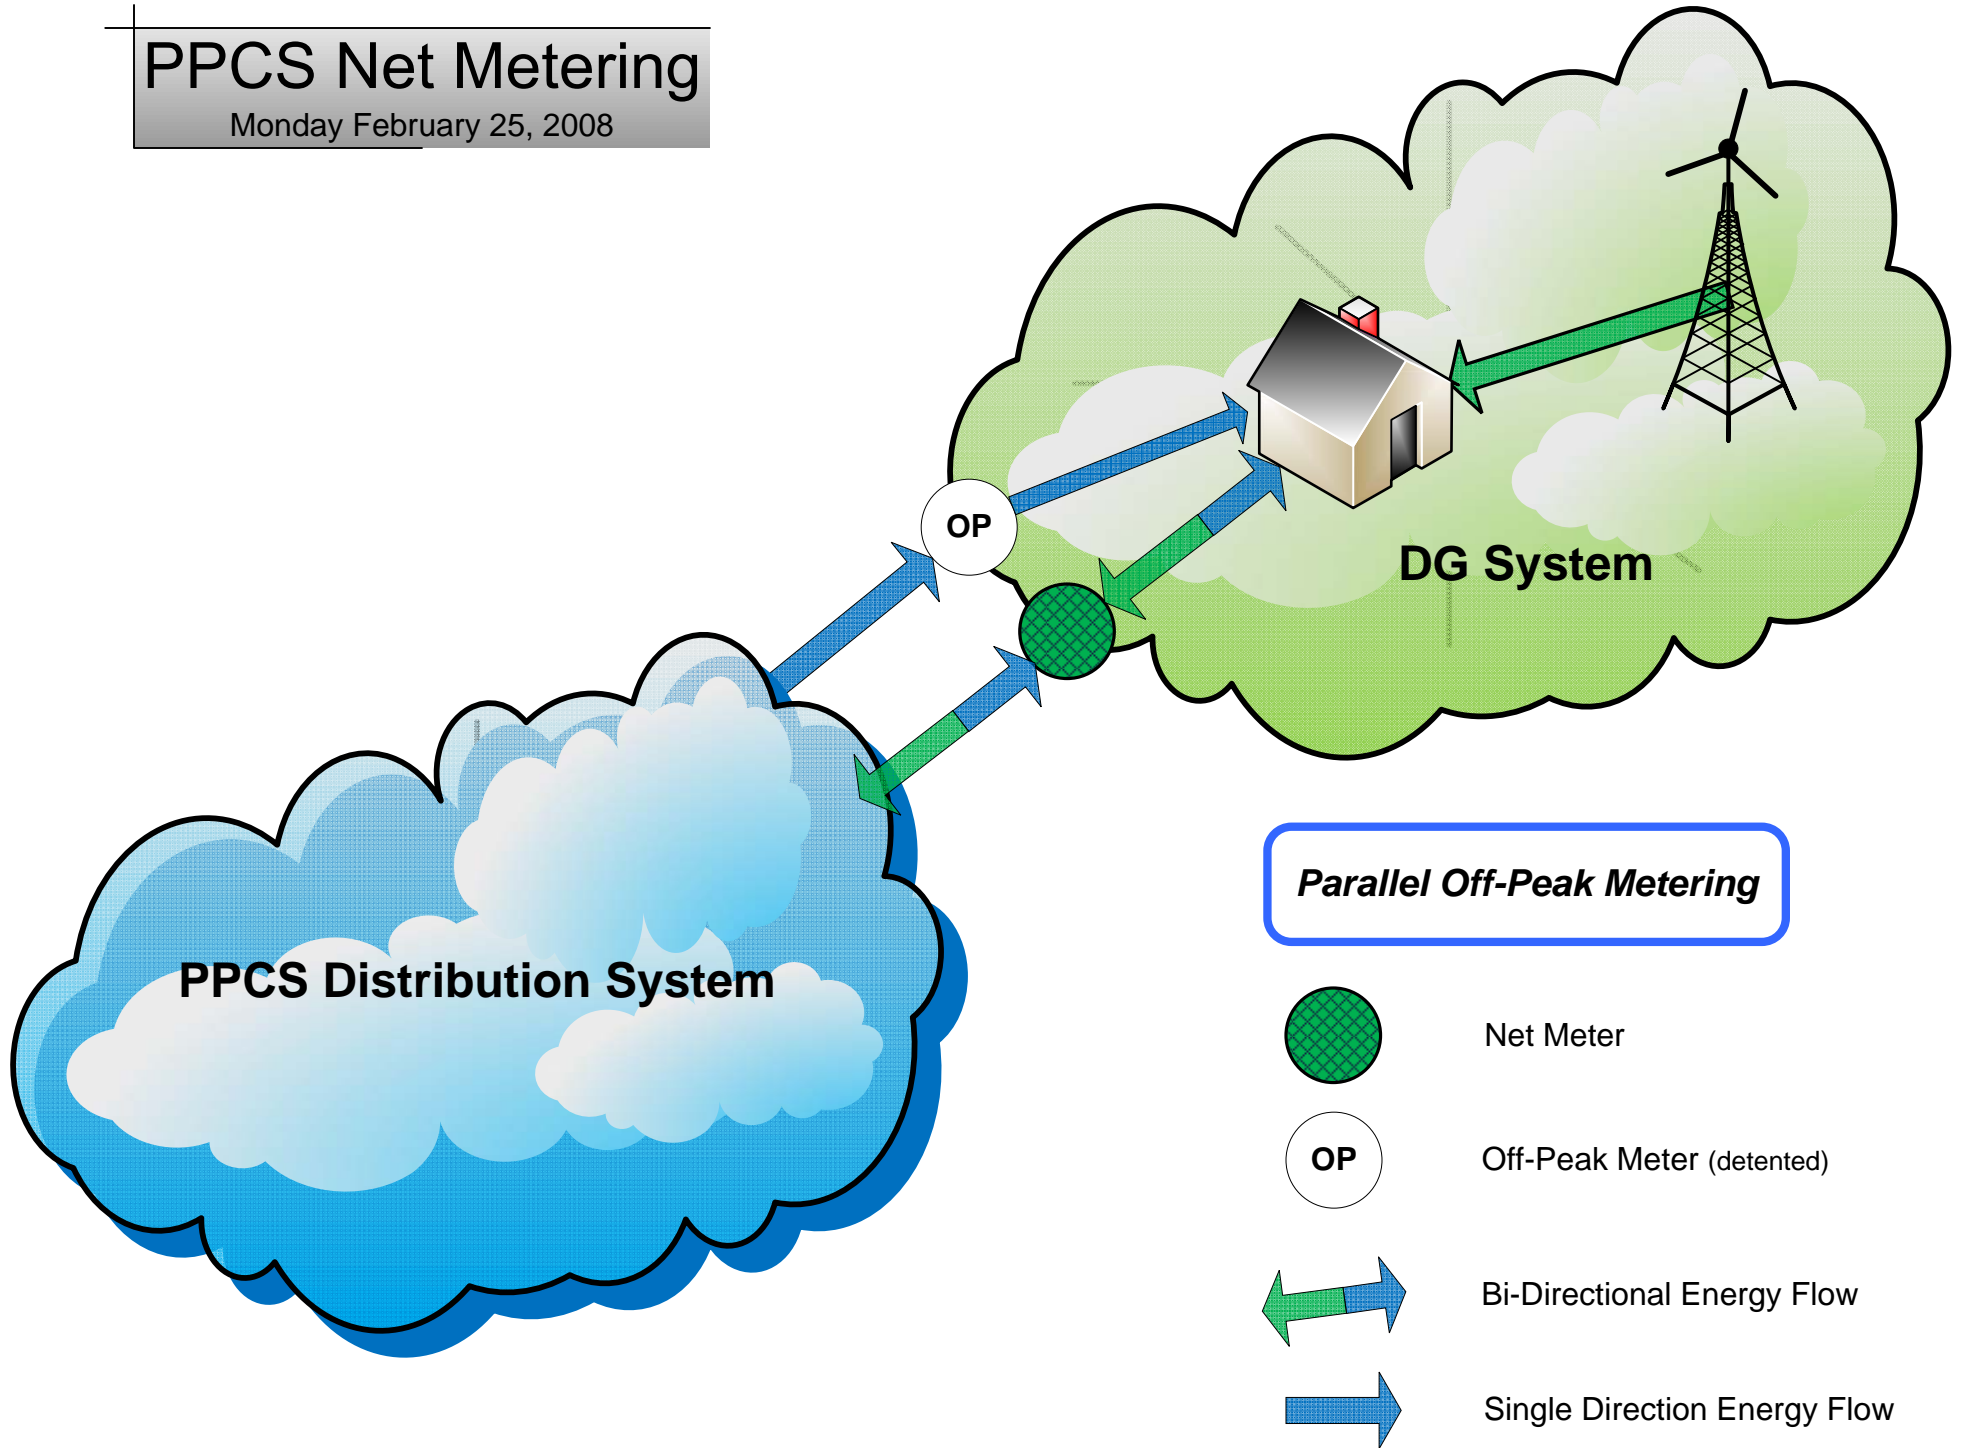 PPCS Net Metering
Monday February 25, 2008
OP
DG System
PPCS Distribution System
Parallel Off-Peak Metering
Net Meter
OP
Off-Peak Meter (detented)
Bi-Directional Energy Flow
Single Direction Energy Flow